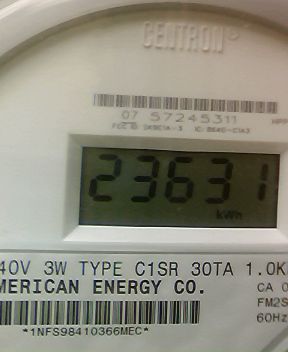 CENTRON®
07 57245311
23631
kWh
40V 3W TYPE C1SR 30TA 1.0K
MERICAN ENERGY CO.
CA 0
FM2S
60Hz
*1NFS98410366MEC*